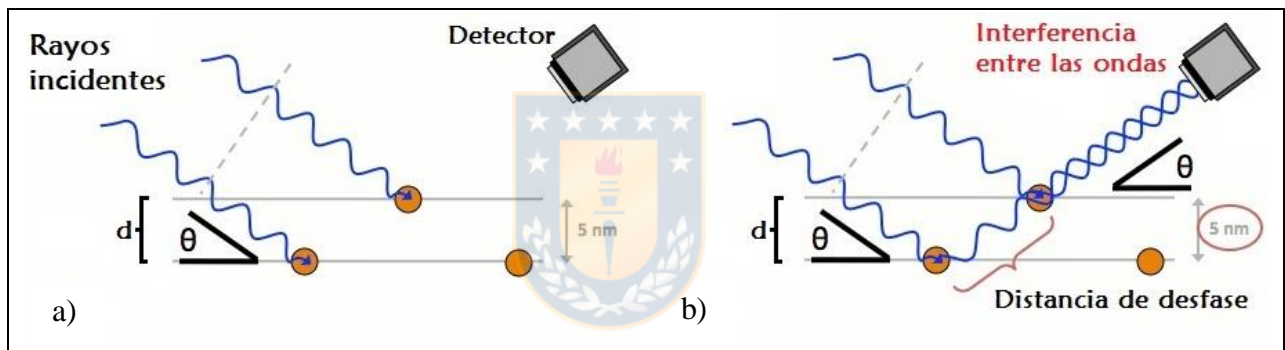 Rayos
incidentes
Detector
d
θ
5 nm
a)
Interferencia
entre las ondas
θ
d
θ
5 nm
Distancia de desfase
b)